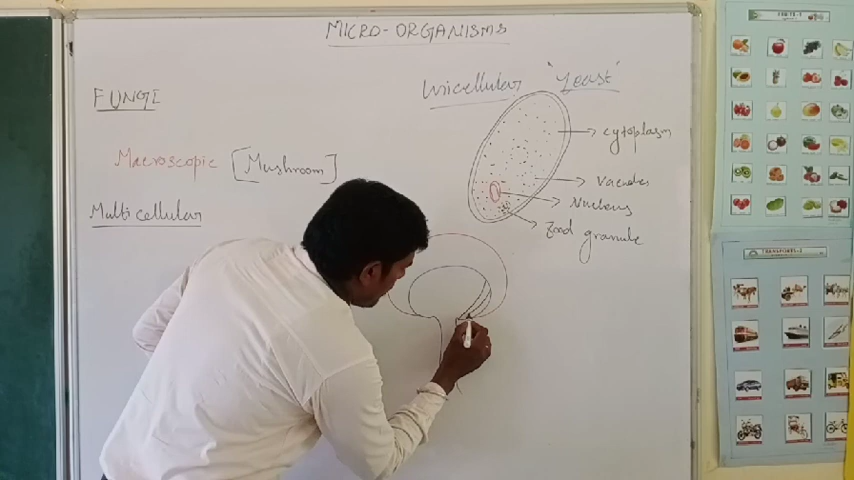 MICRO-ORGANISMS
FUNGI
Unicellular "Yeast"
Cytoplasm
Macroscopic [Mushroom]
Vacuoles
Nucleus
Multicellular
Food granule